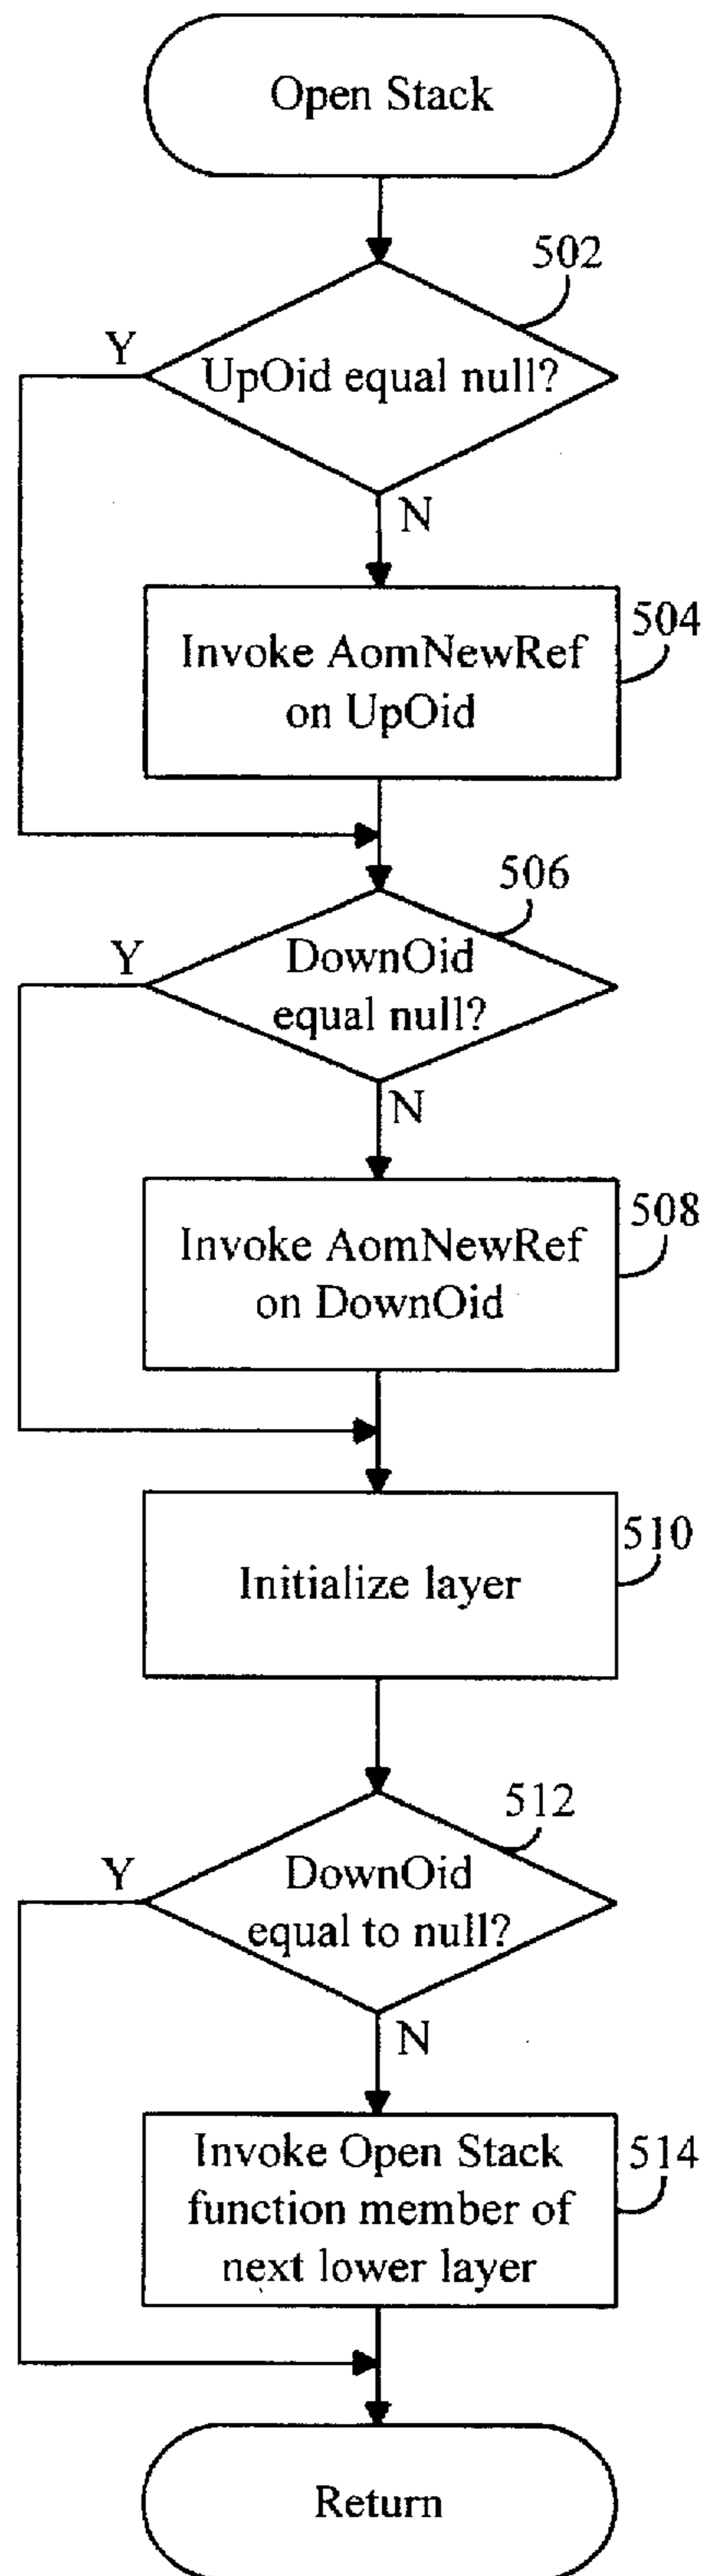 Open Stack
502
Y
UpOid equal null?
N
504
Invoke AomNewRef
on UpOid
506
Y
DownOid
equal null?
N
508
Invoke AomNewRef
on DownOid
510
Initialize layer
512
Y
DownOid
equal to null?
N
514
Invoke Open Stack
function member of
next lower layer
Return